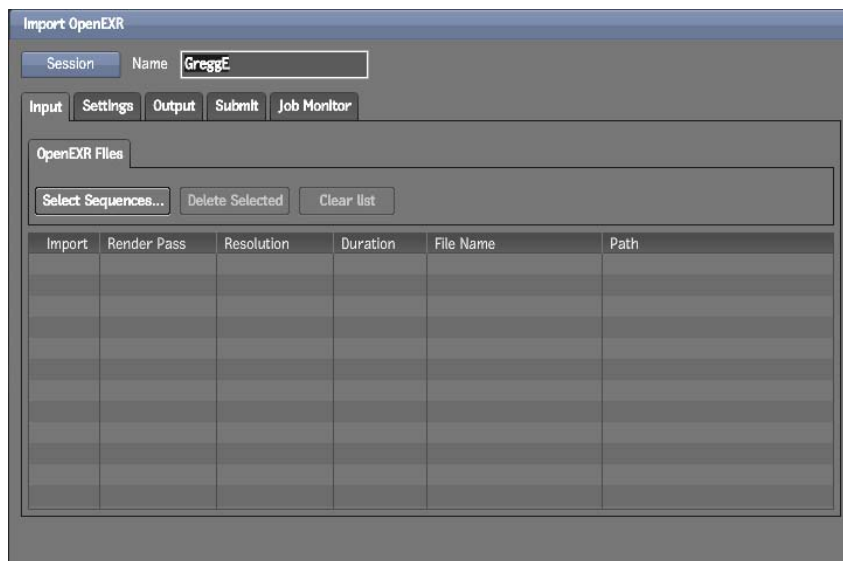 Import OpenEXR
Session Name GreggE
Input Settings Output Submit Job Monitor
OpenEXR Files
Select Sequences... Delete Selected Clear list
Import Render Pass Resolution Duration File Name Path